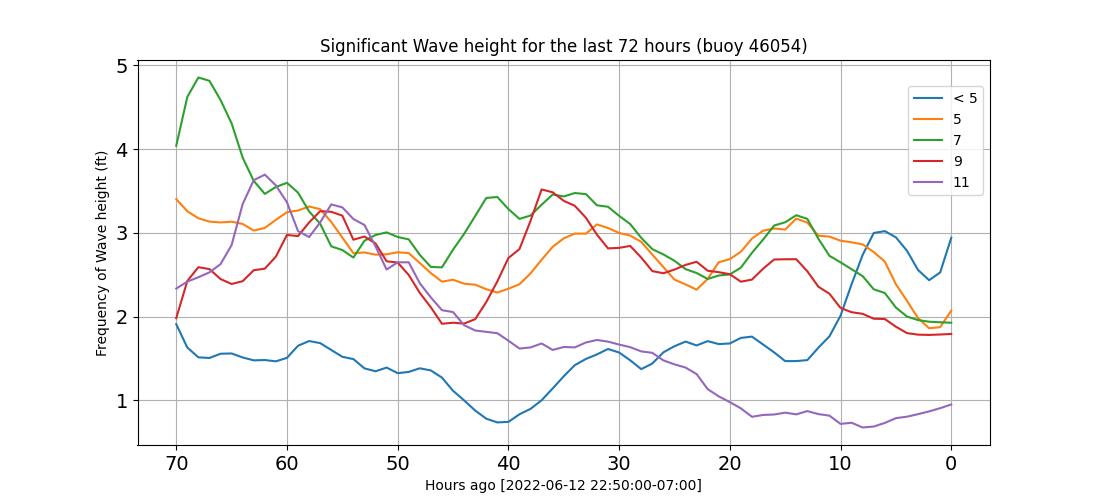 Significant Wave height for the last 72 hours (buoy 46054)
Frequency of Wave height (ft)
5
4
3
2
1
< 5
5
7
9
11
70 60 50 40 30 20 10 0
Hours ago [2022-06-12 22:50:00-07:00]